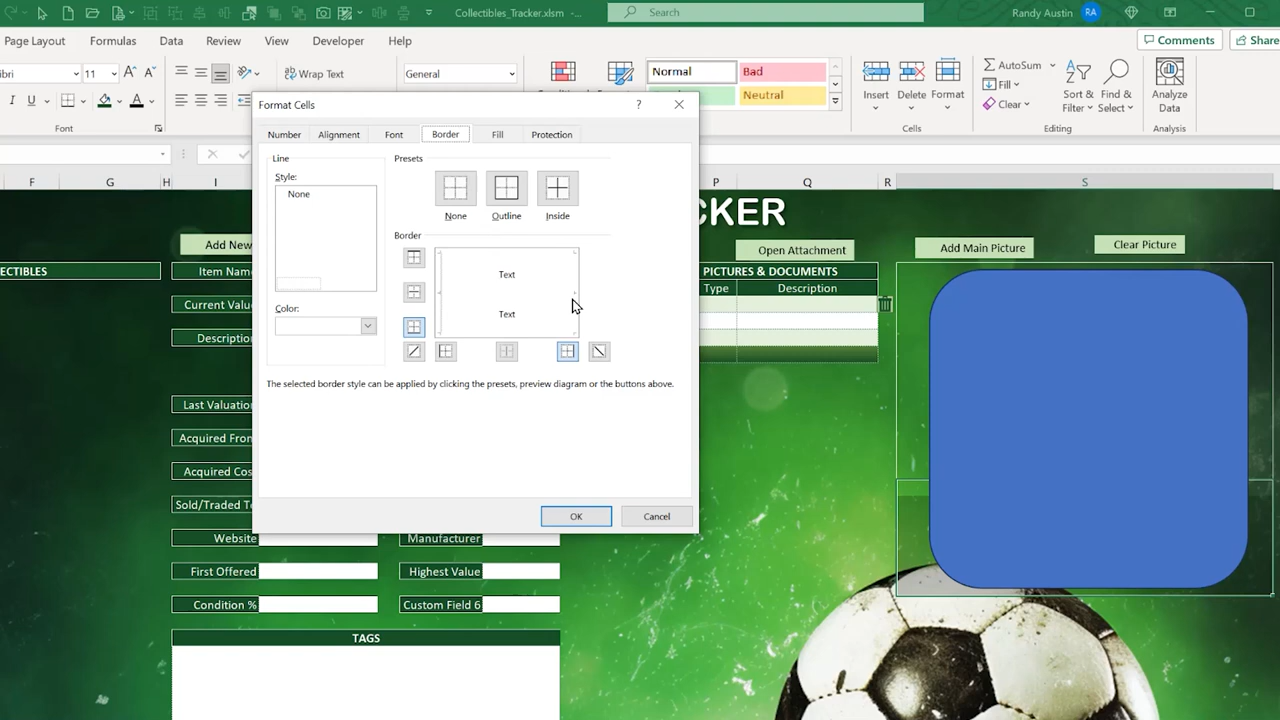 Collectibles_Tracker.xlsm -...
Search
Randy Austin
RA
Page Layout
Formulas
Data
Review
View
Developer
Help
Comments
Share
ibri
11
Wrap Text
General
Normal
Bad
Neutral
Insert
Delete
Format
AutoSum
Fill
Clear
Sort &
Filter
Find &
Select
Analyze
Data
Font
Cells
Editing
Analysis
F
G
H
I
P
Q
R
S
Format Cells
?
Number
Alignment
Font
Border
Fill
Protection
Line
Style:
None
Color:
Presets
None
Outline
Inside
Border
Text
Text
The selected border style can be applied by clicking the presets, preview diagram or the buttons above.
OK
Cancel
CKER
Add New
Open Attachment
Add Main Picture
Clear Picture
ECTIBLES
Item Nam
PICTURES & DOCUMENTS
Type
Description
Current Value
Description
Last Valuation
Acquired From
Acquired Cos
Sold/Traded T
Website
Manufacturer
First Offered
Highest Value
Condition %
Custom Field 6
TAGS